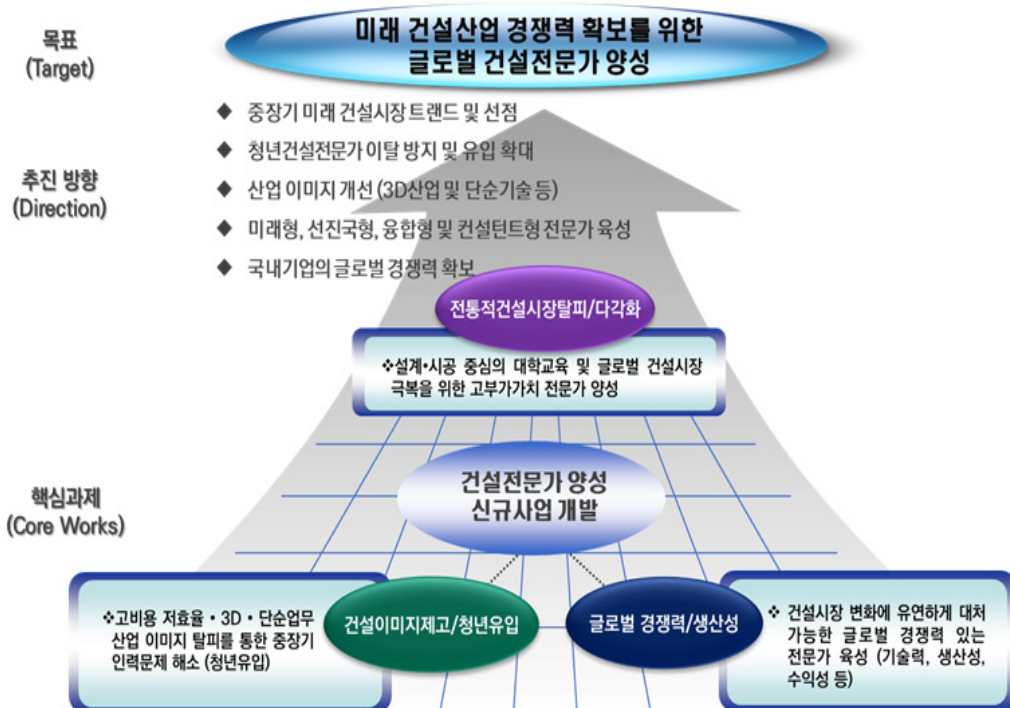 목표
(Target)
미래 건설산업 경쟁력 확보를 위한
글로벌 건설전문가 양성
추진 방향
(Direction)
◆ 중장기 미래 건설시장 트랜드 및 선점
◆ 청년건설전문가 이탈 방지 및 유입 확대
◆ 산업 이미지 개선 (3D산업 및 단순기술 등)
◆ 미래형, 선진국형, 융합형 및 컨설턴트형 전문가 육성
◆ 국내기업의 글로벌 경쟁력 확보
전통적건설시장탈피/다각화
❖설계•시공 중심의 대학교육 및 글로벌 건설시장
극복을 위한 고부가가치 전문가 양성
핵심과제
(Core Works)
건설전문가 양성
신규사업 개발
❖고비용 저효율・3D・단순업무
산업 이미지 탈피를 통한 중장기
인력문제 해소 (청년유입)
건설이미지제고/청년유입
글로벌 경쟁력/생산성
❖ 건설시장 변화에 유연하게 대처
가능한 글로벌 경쟁력 있는
전문가 육성 (기술력, 생산성,
수익성 등)